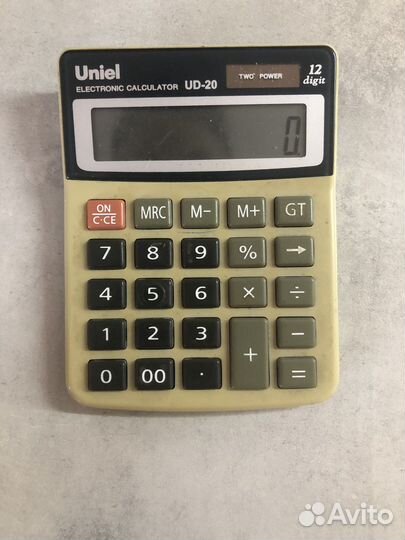 Uniel
ELECTRONIC CALCULATOR UD-20
TWO POWER
12
digit
0.
ON
C·CE
MRC M- M+ GT
7 8 9 % →
4 5 6 × ÷
1 2 3 + −
0 00 . =
Avito